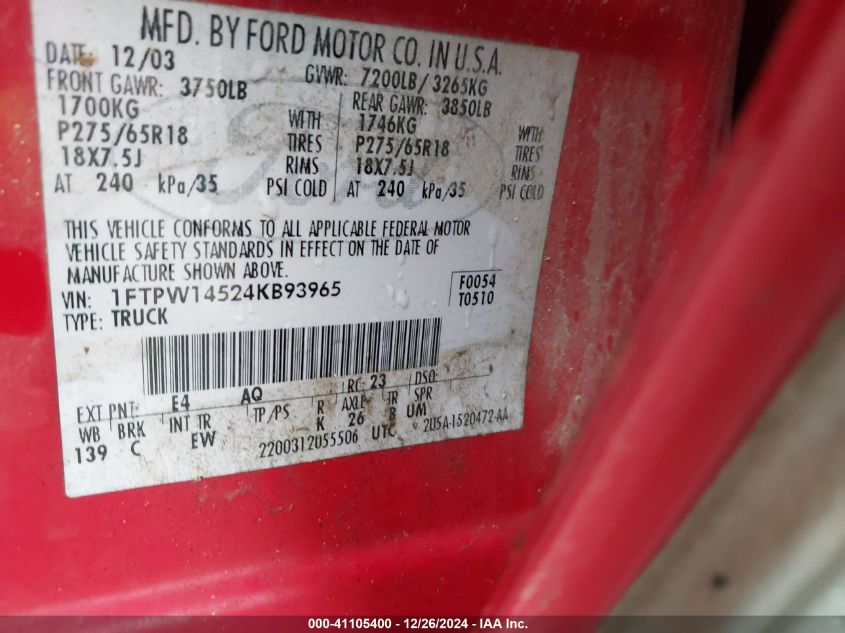 MFD. BY FORD MOTOR CO. IN U.S.A.
DATE: 12/03 GVWR: 7200LB/ 3265KG
FRONT GAWR: 3750LB REAR GAWR: 3850LB
1700KG WITH 1746KG WITH
P275/65R18 TIRES P275/65R18 TIRES
18X7.5J RIMS 18X7.5J RIMS
AT 240 kPa/35 PSI COLD AT 240 kPa/35 PSI COLD
THIS VEHICLE CONFORMS TO ALL APPLICABLE FEDERAL MOTOR
VEHICLE SAFETY STANDARDS IN EFFECT ON THE DATE OF
MANUFACTURE SHOWN ABOVE.
VIN: 1FTPW14524KB93965 F0054
TYPE: TRUCK T0510
EXT PNT: E4 AQ RC: 23 DSO:
WB BRK INT TR TP/PS R AXLE TR SPR
139 C EW K 26 B UM
2200312055506 UTC 2U5A-1520472-AA
000-41105400 - 12/26/2024 - IAA Inc.